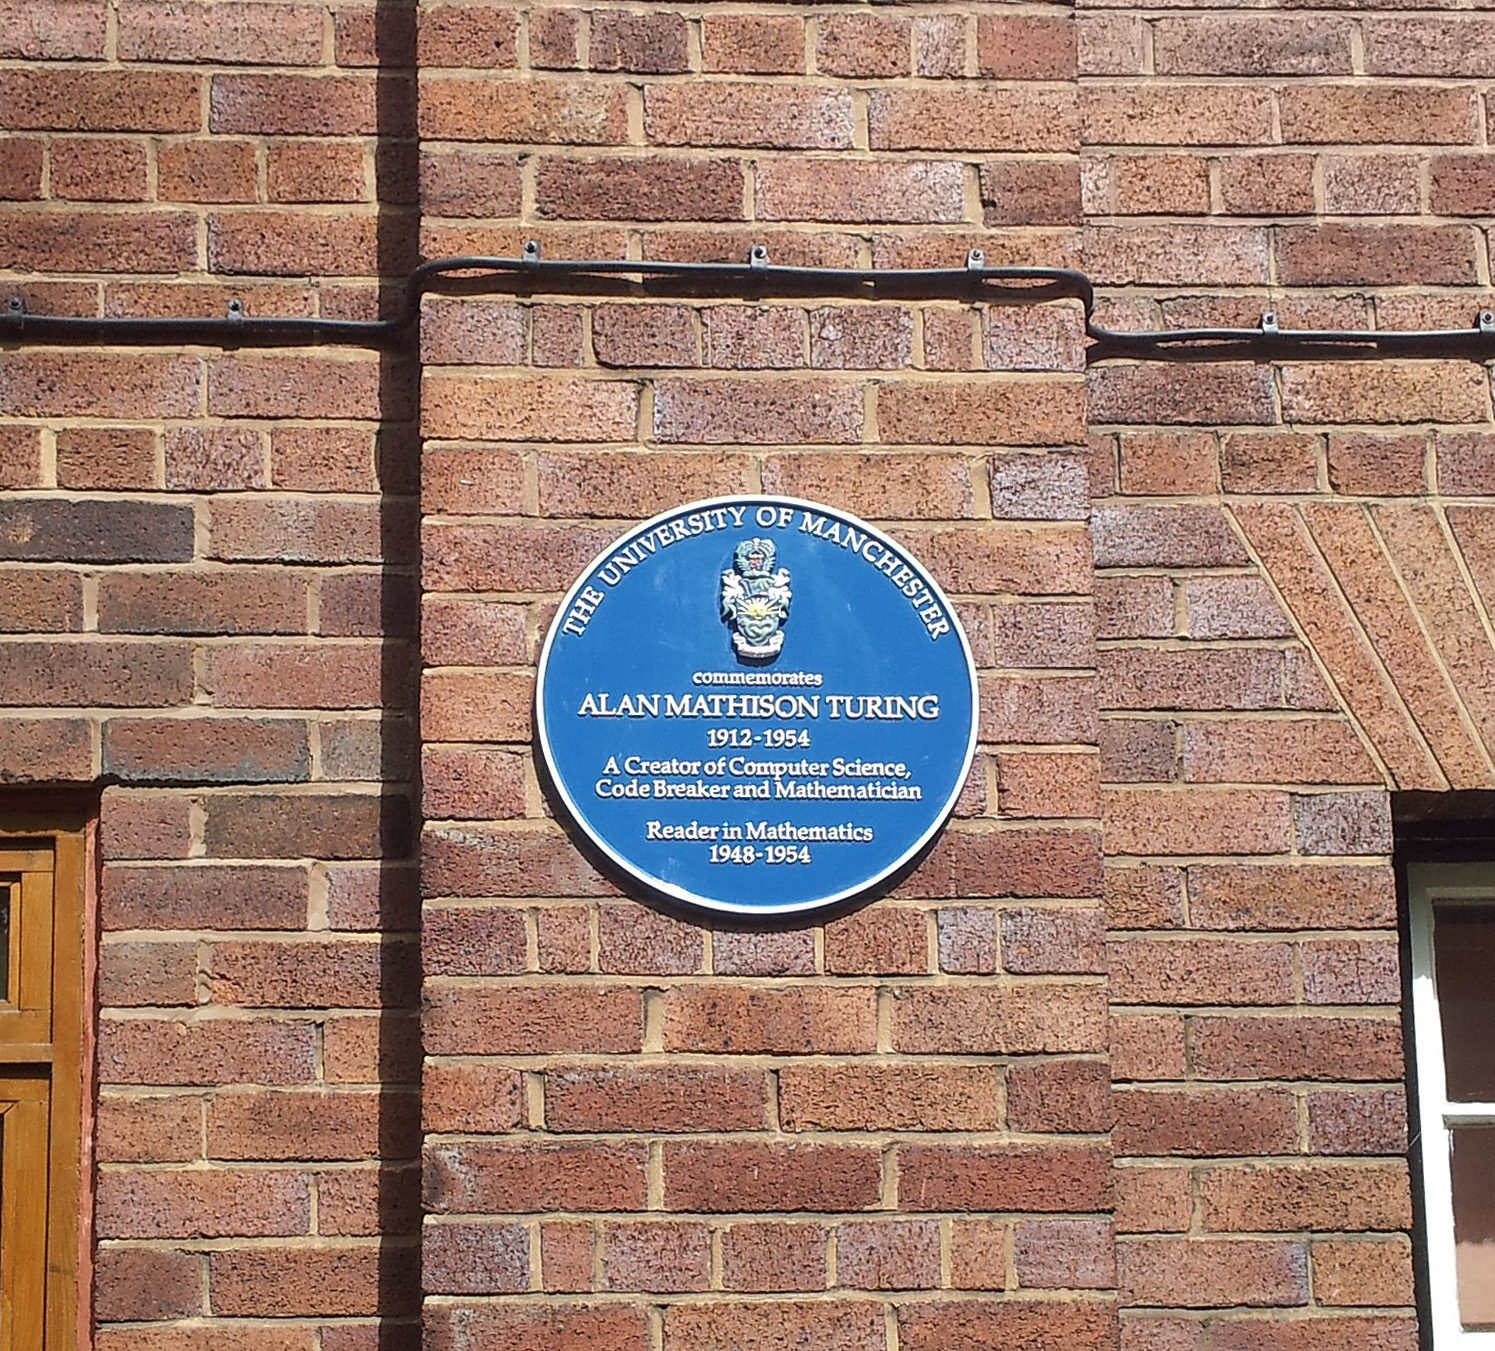 THE UNIVERSITY OF MANCHESTER
commemorates
ALAN MATHISON TURING
1912-1954
A Creator of Computer Science,
Code Breaker and Mathematician
Reader in Mathematics
1948-1954